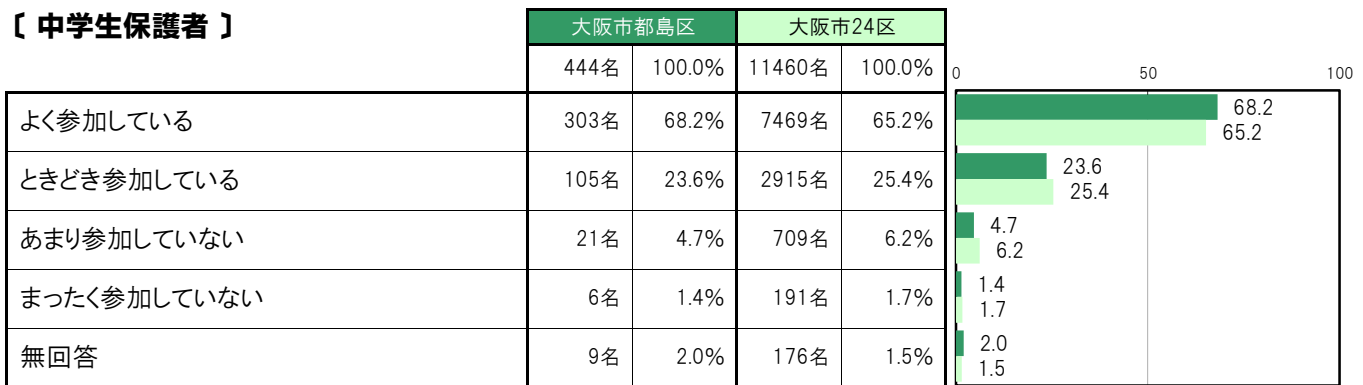 〔 中学生保護者 〕
大阪市都島区 大阪市24区
444名 100.0% 11460名 100.0%
0 50 100
よく参加している 303名 68.2% 7469名 65.2%
68.2
65.2
ときどき参加している 105名 23.6% 2915名 25.4%
23.6
25.4
あまり参加していない 21名 4.7% 709名 6.2%
4.7
6.2
まったく参加していない 6名 1.4% 191名 1.7%
1.4
1.7
無回答 9名 2.0% 176名 1.5%
2.0
1.5